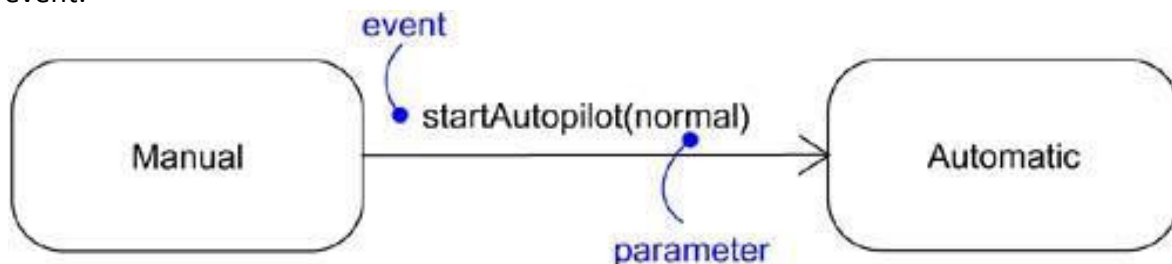 event.
event
startAutopilot(normal)
Manual
Automatic
parameter